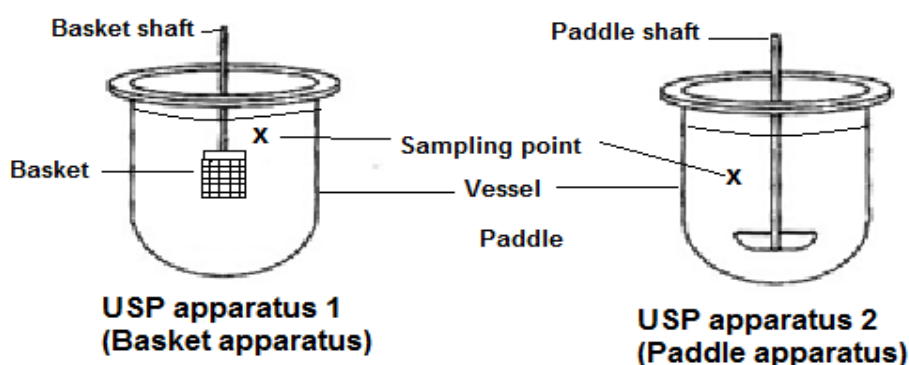 Basket shaft
Paddle shaft
x
Sampling point
x
Basket
Vessel
Paddle
USP apparatus 1
(Basket apparatus)
USP apparatus 2
(Paddle apparatus)